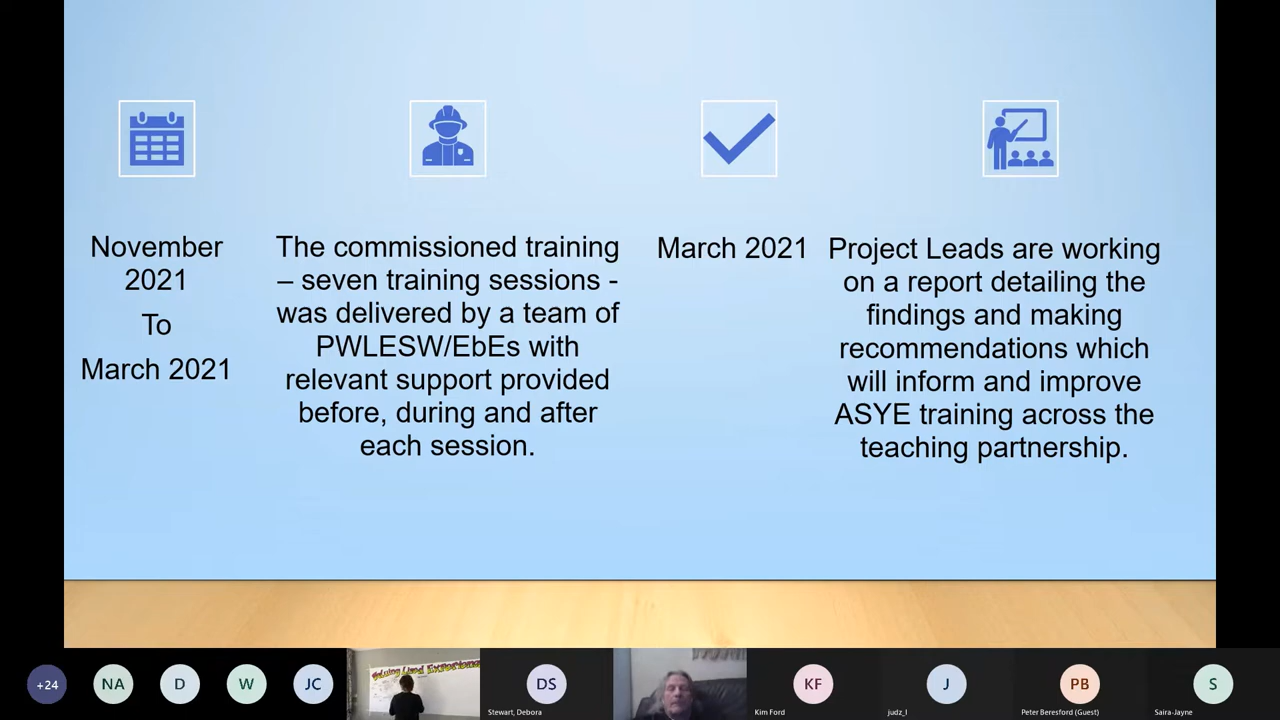 November
2021
To
March 2021
The commissioned training
– seven training sessions -
was delivered by a team of
PWLESW/EbEs with
relevant support provided
before, during and after
each session.
March 2021
Project Leads are working
on a report detailing the
findings and making
recommendations which
will inform and improve
ASYE training across the
teaching partnership.
+24
NA
D
W
JC
Lived Experience
DS
Stewart, Debora
KF
Kim Ford
J
judz_l
PB
Peter Beresford (Guest)
S
Saira-Jayne